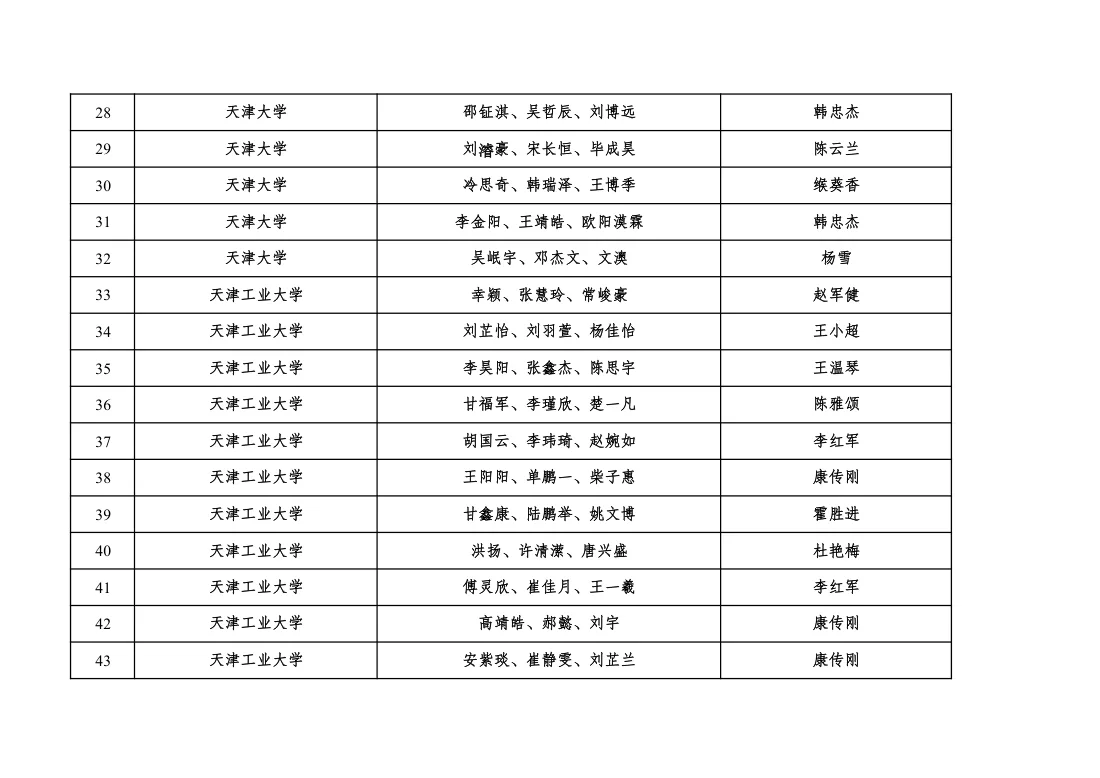 28 天津大学 邵钲淇、吴哲辰、刘博远 韩忠杰
29 天津大学 刘濳豪、宋长恒、毕成昊 陈云兰
30 天津大学 冷思奇、韩瑞泽、王博季 缑葵香
31 天津大学 李金阳、王靖皓、欧阳漠霖 韩忠杰
32 天津大学 吴岷宇、邓杰文、文澳 杨雪
33 天津工业大学 幸颖、张慧玲、常峻豪 赵军健
34 天津工业大学 刘芷怡、刘羽萱、杨佳怡 王小超
35 天津工业大学 李昊阳、张鑫杰、陈思宇 王温琴
36 天津工业大学 甘福军、李瑾欣、楚一凡 陈雅颂
37 天津工业大学 胡国云、李玮琦、赵婉如 李红军
38 天津工业大学 王阳阳、单鹏一、柴子惠 康传刚
39 天津工业大学 甘鑫康、陆鹏举、姚文博 霍胜进
40 天津工业大学 洪扬、许清潆、唐兴盛 杜艳梅
41 天津工业大学 傅灵欣、崔佳月、王一羲 李红军
42 天津工业大学 高靖皓、郝懿、刘宇 康传刚
43 天津工业大学 安紫琰、崔静雯、刘芷兰 康传刚